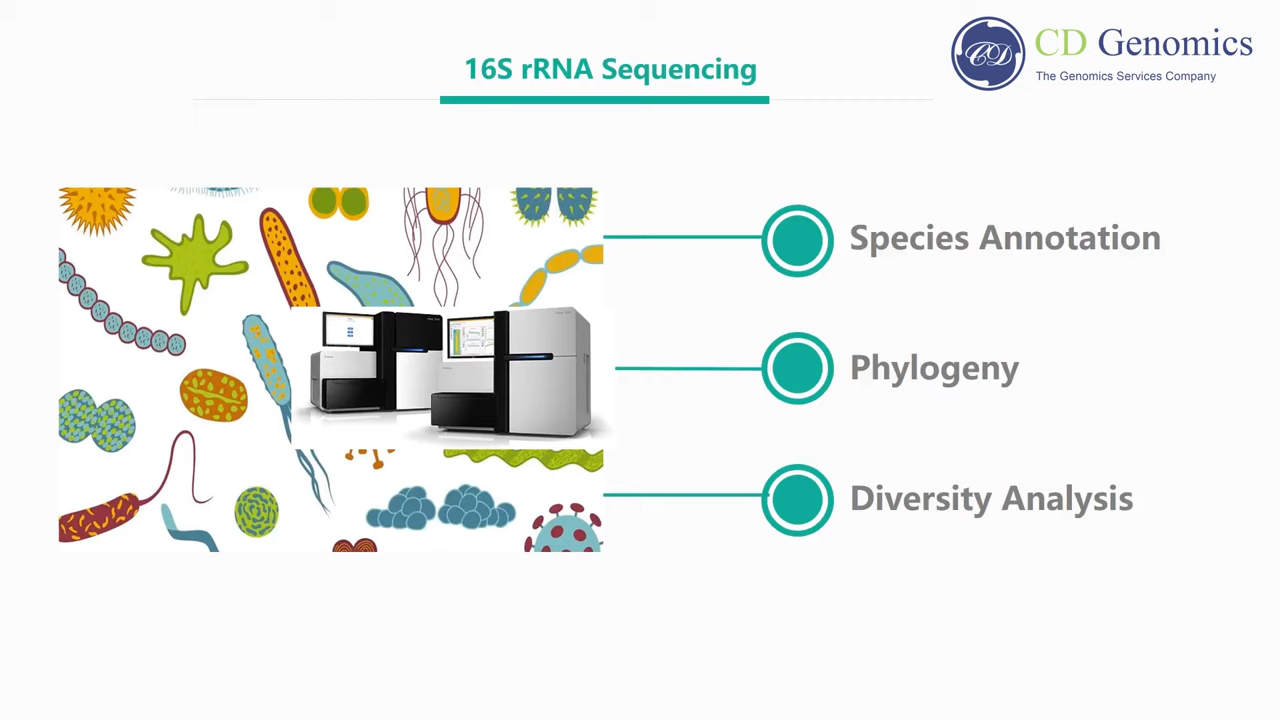 16S rRNA Sequencing
CD Genomics
The Genomics Services Company
Species Annotation
Phylogeny
Diversity Analysis